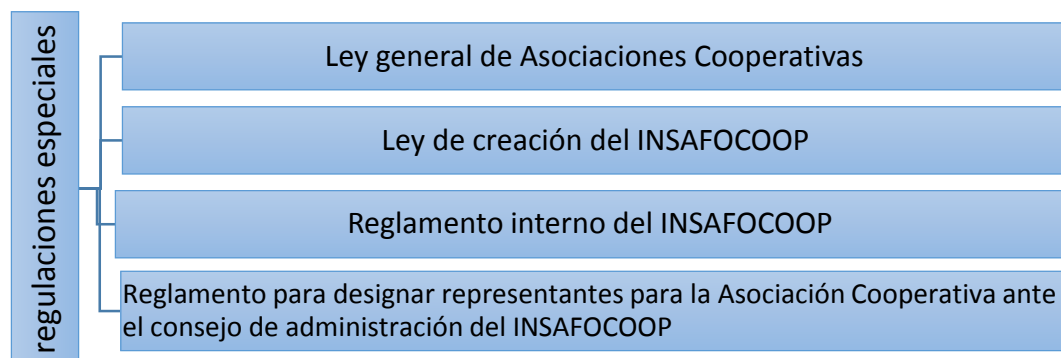 regulaciones especiales
Ley general de Asociaciones Cooperativas
Ley de creación del INSAFOCOOP
Reglamento interno del INSAFOCOOP
Reglamento para designar representantes para la Asociación Cooperativa ante
el consejo de administración del INSAFOCOOP